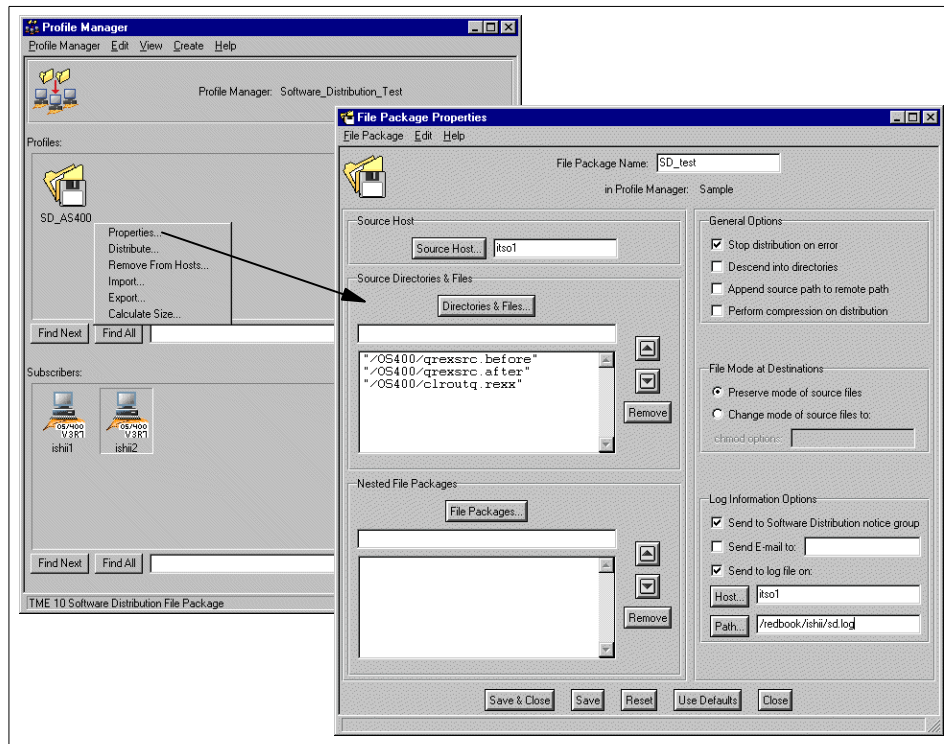 Profile Manager
Profile Manager Edit View Create Help
Profile Manager: Software_Distribution_Test
Profiles:
SD_AS400
Properties...
Distribute...
Remove From Hosts...
Import...
Export...
Calculate Size...
Find Next Find All
Subscribers:
OS/400
V3R7
ishii1
OS/400
V3R7
ishii2
Find Next Find All
TME 10 Software Distribution File Package
File Package Properties
File Package Edit Help
File Package Name: SD_test
in Profile Manager: Sample
Source Host
Source Host... itso1
Source Directories & Files
Directories & Files...
"/OS400/qrexsrc.before"
"/OS400/qrexsrc.after"
"/OS400/clroutq.rexx"
Remove
Nested File Packages
File Packages...
Remove
General Options
Stop distribution on error
Descend into directories
Append source path to remote path
Perform compression on distribution
File Mode at Destinations
Preserve mode of source files
Change mode of source files to:
chmod options:
Log Information Options
Send to Software Distribution notice group
Send E-mail to:
Send to log file on:
Host... itso1
Path... /redbook/ishii/sd.log
Save & Close Save Reset Use Defaults Close